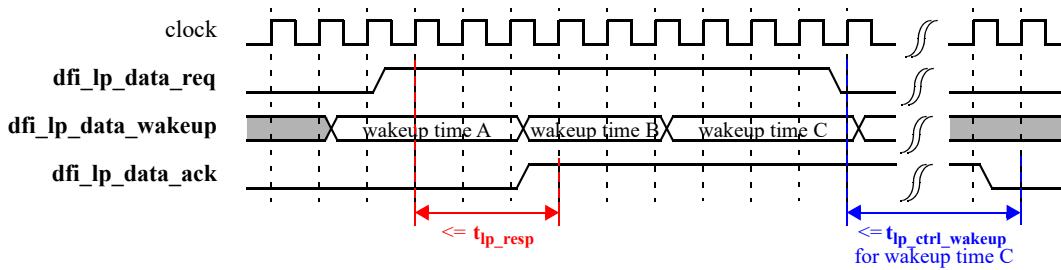 clock
dfi_lp_data_req
dfi_lp_data_wakeup wakeup time A wakeup time B wakeup time C
dfi_lp_data_ack
<= tlp_resp <= tlp_ctrl_wakeup
for wakeup time C